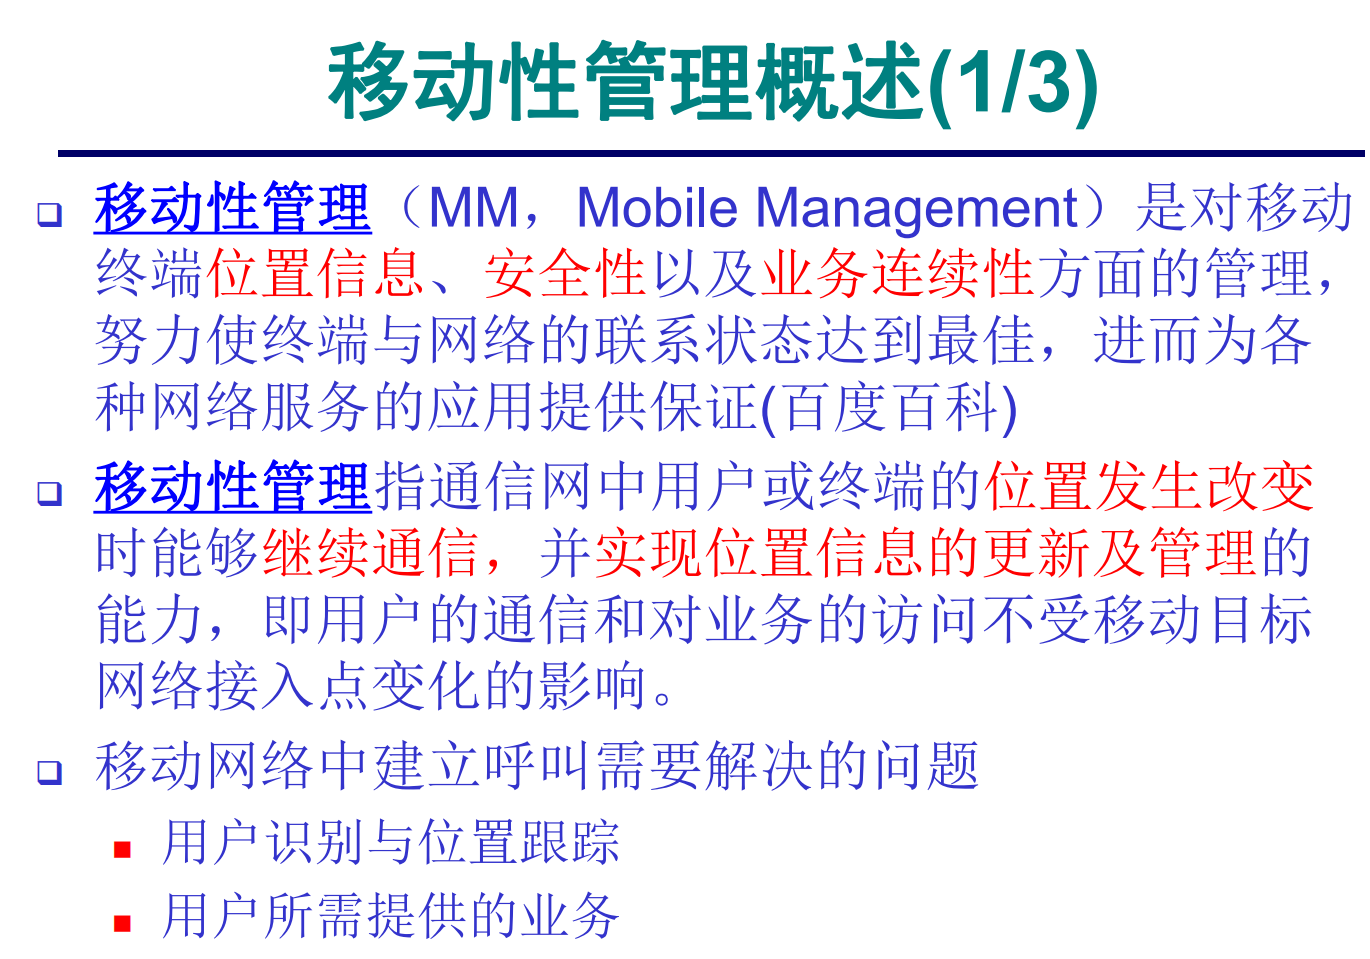 移动性管理概述(1/3)
移动性管理（MM，Mobile Management）是对移动
终端位置信息、安全性以及业务连续性方面的管理，
努力使终端与网络的联系状态达到最佳，进而为各
种网络服务的应用提供保证(百度百科)
移动性管理指通信网中用户或终端的位置发生改变
时能够继续通信，并实现位置信息的更新及管理的
能力，即用户的通信和对业务的访问不受移动目标
网络接入点变化的影响。
移动网络中建立呼叫需要解决的问题
用户识别与位置跟踪
用户所需提供的业务